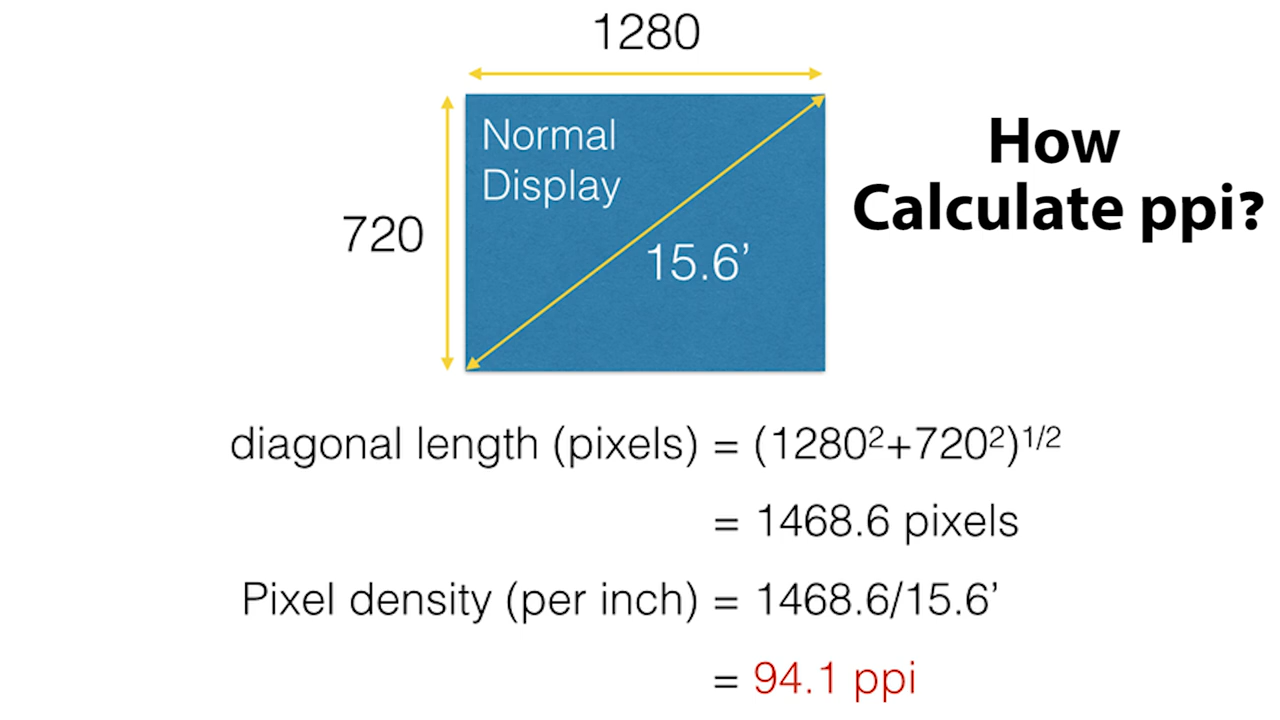 1280
Normal
Display
720
15.6’
How
Calculate ppi?
diagonal length (pixels) = (1280²+720²)¹/²
= 1468.6 pixels
Pixel density (per inch) = 1468.6/15.6’
= 94.1 ppi